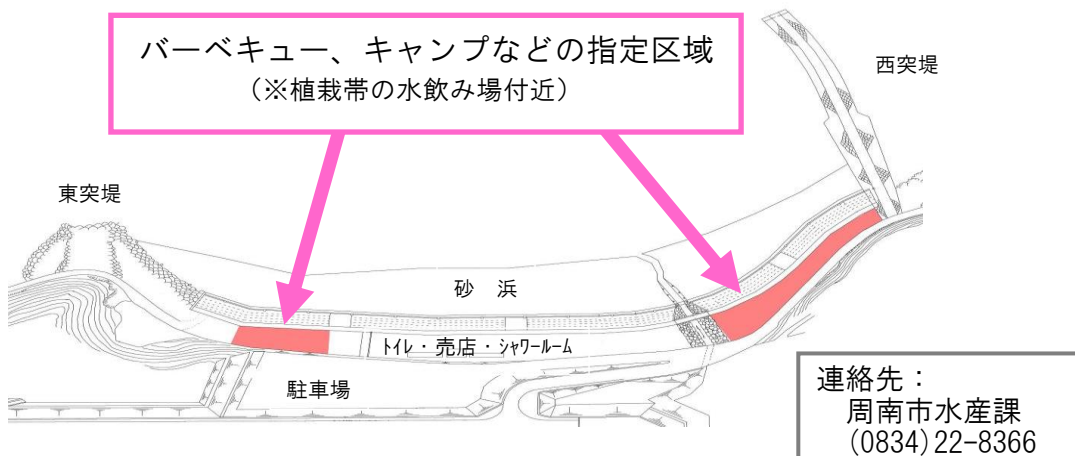 バーベキュー、キャンプなどの指定区域
(※植栽帯の水飲み場付近)
西突堤
東突堤
砂 浜
ﾄｲﾚ・売店・ｼｬﾜｰﾙｰﾑ
駐車場
連絡先：
周南市水産課
(0834)22-8366